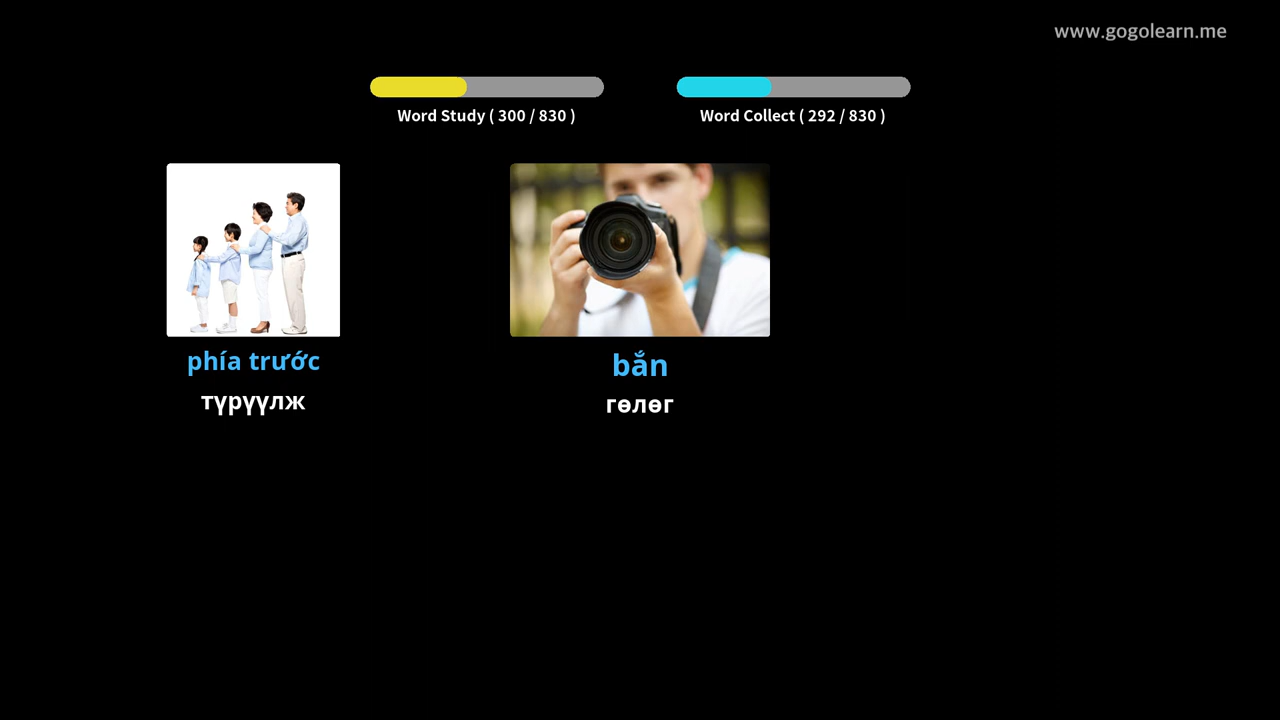 www.gogolearn.me
Word Study ( 300 / 830 )
Word Collect ( 292 / 830 )
phía trước
түрүүлж
bắn
гөлөг